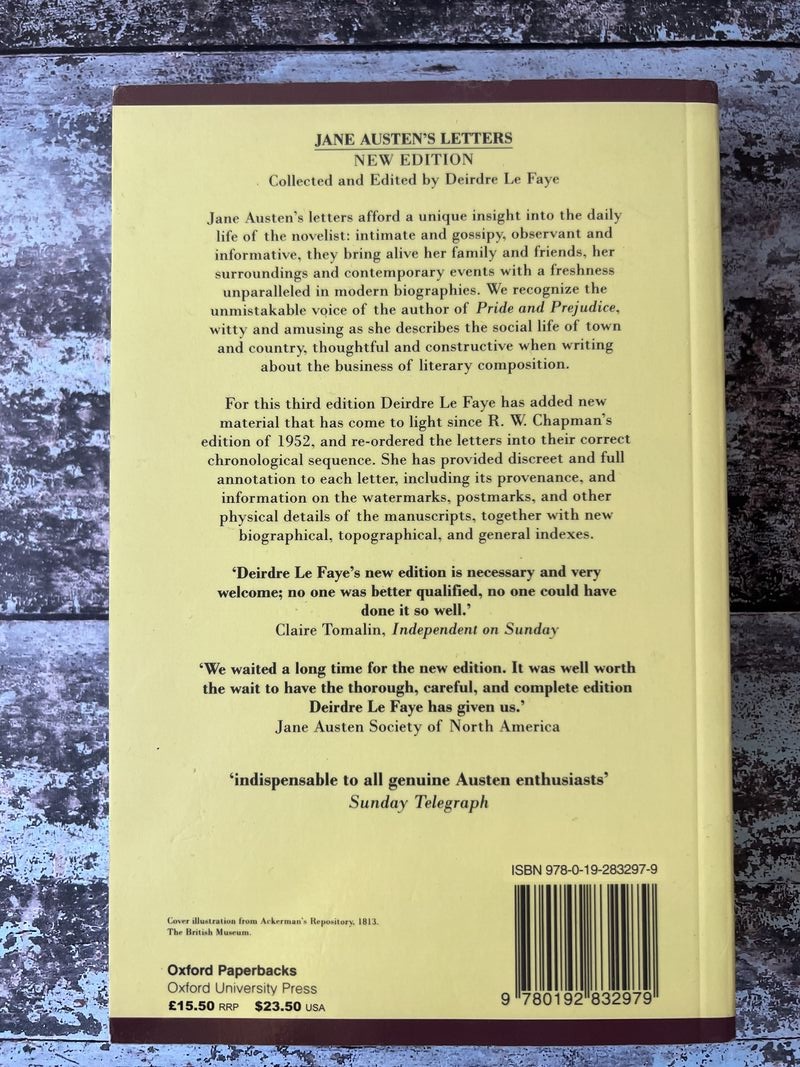 JANE AUSTEN'S LETTERS
NEW EDITION
Collected and Edited by Deirdre Le Faye
Jane Austen's letters afford a unique insight into the daily
life of the novelist: intimate and gossipy, observant and
informative, they bring alive her family and friends, her
surroundings and contemporary events with a freshness
unparalleled in modern biographies. We recognize the
unmistakable voice of the author of Pride and Prejudice,
witty and amusing as she describes the social life of town
and country, thoughtful and constructive when writing
about the business of literary composition.
For this third edition Deirdre Le Faye has added new
material that has come to light since R. W. Chapman's
edition of 1952, and re-ordered the letters into their correct
chronological sequence. She has provided discreet and full
annotation to each letter, including its provenance, and
information on the watermarks, postmarks, and other
physical details of the manuscripts, together with new
biographical, topographical, and general indexes.
‘Deirdre Le Faye's new edition is necessary and very
welcome; no one was better qualified, no one could have
done it so well.’
Claire Tomalin, Independent on Sunday
‘We waited a long time for the new edition. It was well worth
the wait to have the thorough, careful, and complete edition
Deirdre Le Faye has given us.’
Jane Austen Society of North America
‘indispensable to all genuine Austen enthusiasts’
Sunday Telegraph
ISBN 978-0-19-283297-9
Cover illustration from Ackerman's Repository, 1813.
The British Museum.
Oxford Paperbacks
Oxford University Press
£15.50 RRP $23.50 USA
9 780192 832979